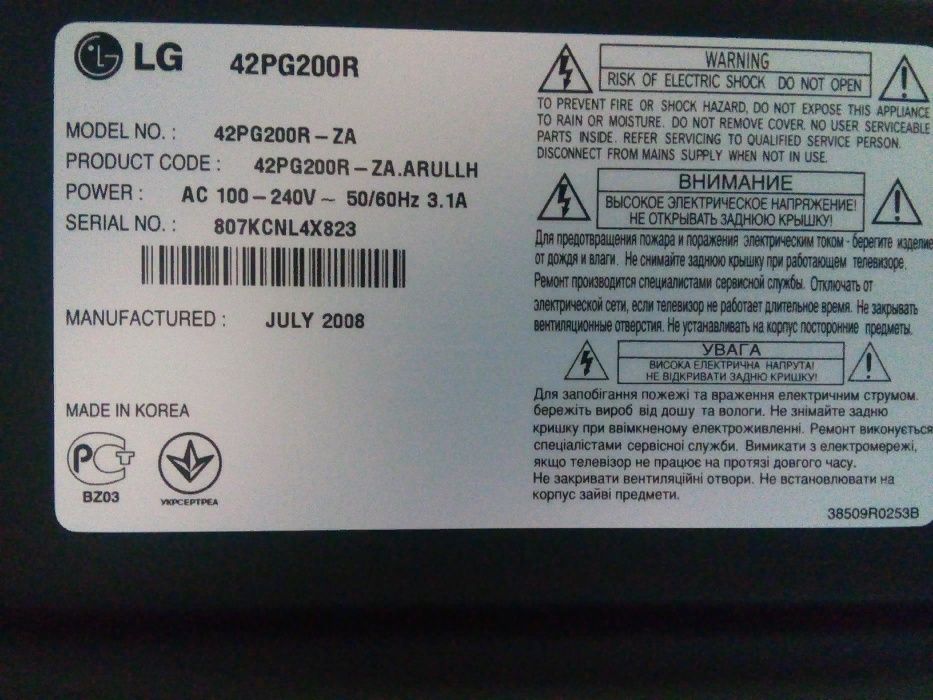 LG 42PG200R
MODEL NO. : 42PG200R-ZA
PRODUCT CODE : 42PG200R-ZA.ARULLH
POWER : AC 100-240V ~ 50/60Hz 3.1A
SERIAL NO. : 807KCNL4X823
MANUFACTURED : JULY 2008
MADE IN KOREA
РСТ
BZ03
УКРСЕРТРЕА
WARNING
RISK OF ELECTRIC SHOCK DO NOT OPEN
TO PREVENT FIRE OR SHOCK HAZARD, DO NOT EXPOSE THIS APPLIANCE
TO RAIN OR MOISTURE. DO NOT REMOVE COVER. NO USER SERVICEABLE
PARTS INSIDE. REFER SERVICING TO QUALIFIED SERVICE PERSON.
DISCONNECT FROM MAINS SUPPLY WHEN NOT IN USE.
ВНИМАНИЕ
ВЫСОКОЕ ЭЛЕКТРИЧЕСКОЕ НАПРЯЖЕНИЕ!
НЕ ОТКРЫВАТЬ ЗАДНЮЮ КРЫШКУ!
Для предотвращения пожара и поражения электрическим током - берегите изделие
от дождя и влаги. Не снимайте заднюю крышку при работающем телевизоре.
Ремонт производится специалистами сервисной службы. Отключать от
электрической сети, если телевизор не работает длительное время. Не закрывать
вентиляционные отверстия. Не устанавливать на корпус посторонние предметы.
УВАГА
ВИСОКА ЕЛЕКТРИЧНА НАПРУГА!
НЕ ВІДКРИВАТИ ЗАДНЮ КРИШКУ!
Для запобігання пожежі та враження електричним струмом.
бережіть вироб від дошу та вологи. Не знімайте задню
кришку при ввімкненому електроживленні. Ремонт виконується
спеціалістами сервісної служби. Вимикати з електромережі,
якщо телевізор не працює на протязі довгого часу.
Не закривати вентиляційні отвори. Не встановлювати на
корпус зайві предмети.
38509R0253B